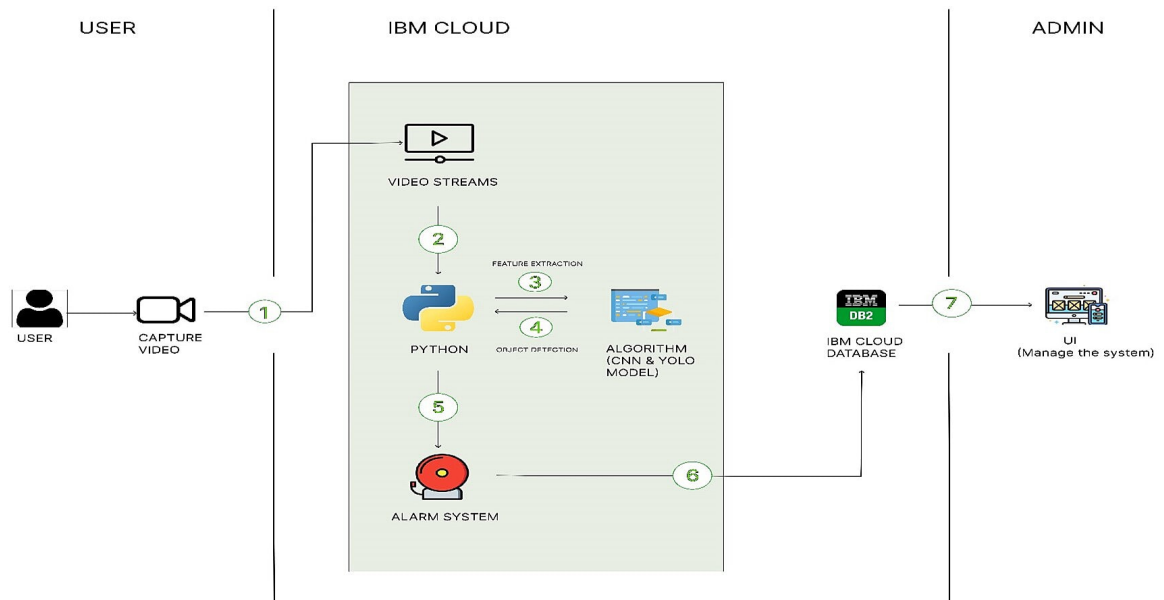 USER
IBM CLOUD
ADMIN
VIDEO STREAMS
2
FEATURE EXTRACTION
3
4
OBJECT DETECTION
PYTHON
ALGORITHM
(CNN & YOLO
MODEL)
1
USER
CAPTURE
VIDEO
5
ALARM SYSTEM
6
IBM
DB2
IBM CLOUD
DATABASE
7
UI
(Manage the system)